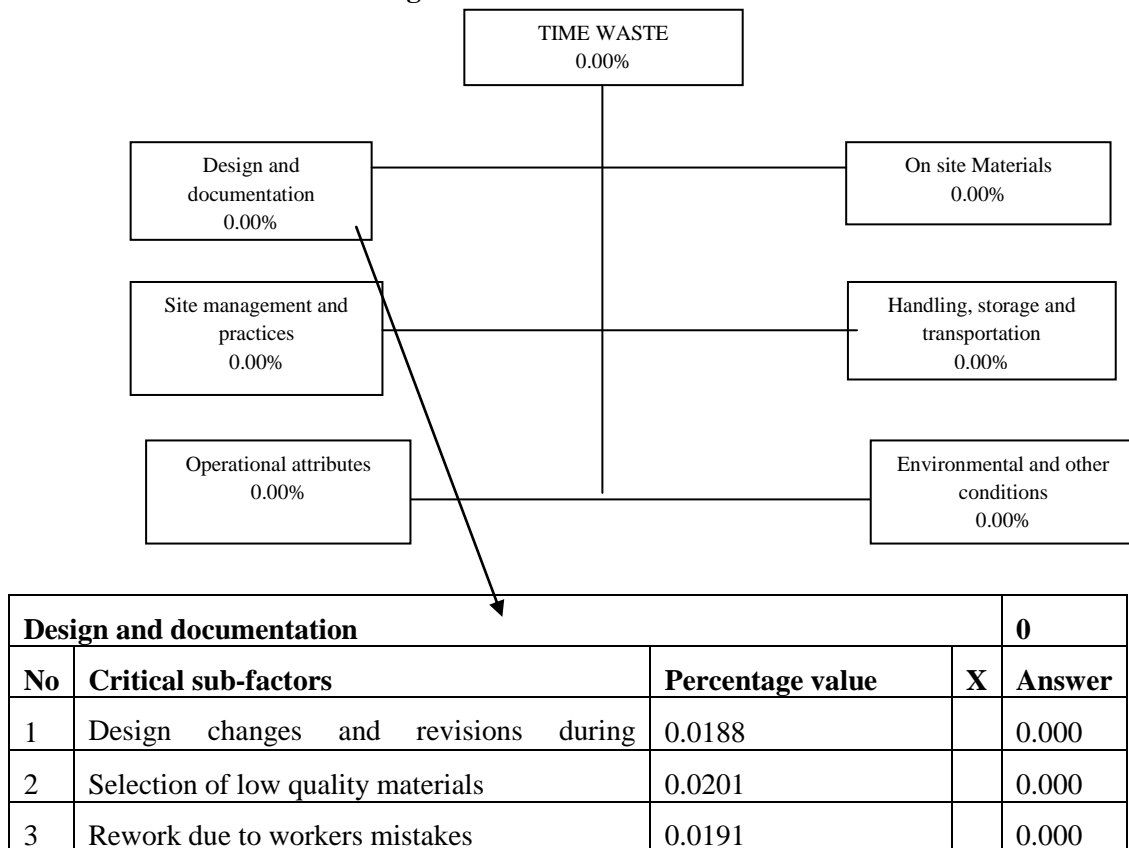 TIME WASTE
0.00%
Design and
documentation
0.00%
On site Materials
0.00%
Site management and
practices
0.00%
Handling, storage and
transportation
0.00%
Operational attributes
0.00%
Environmental and other
conditions
0.00%
Design and documentation 0
No Critical sub-factors Percentage value X Answer
1 Design changes and revisions during 0.0188 0.000
2 Selection of low quality materials 0.0201 0.000
3 Rework due to workers mistakes 0.0191 0.000